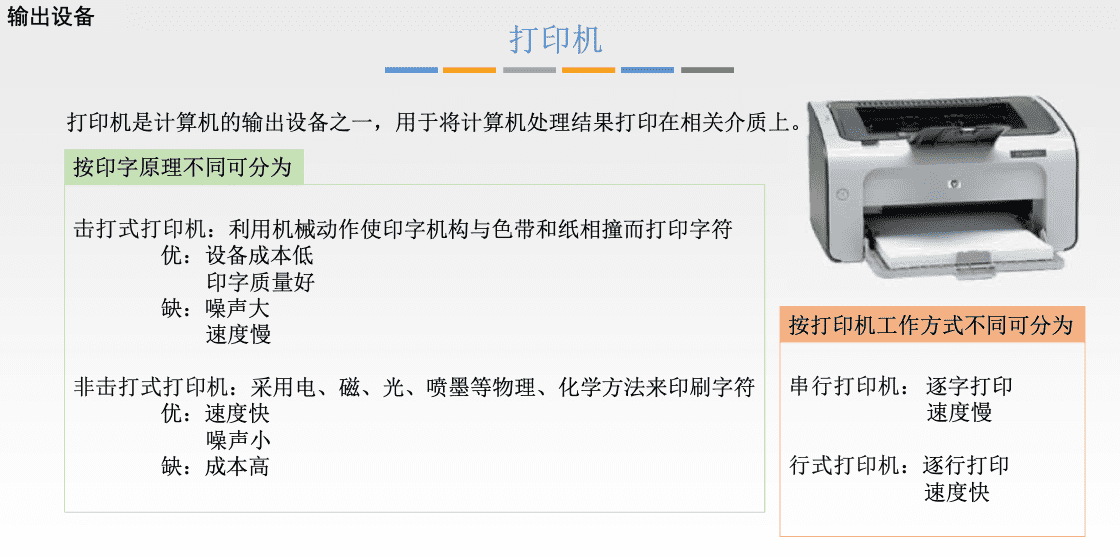 输出设备
打印机
打印机是计算机的输出设备之一，用于将计算机处理结果打印在相关介质上。
按印字原理不同可分为
击打式打印机：利用机械动作使印字机构与色带和纸相撞而打印字符
优：设备成本低
印字质量好
缺：噪声大
速度慢
非击打式打印机：采用电、磁、光、喷墨等物理、化学方法来印刷字符
优：速度快
噪声小
缺：成本高
按打印机工作方式不同可分为
串行打印机： 逐字打印
速度慢
行式打印机：逐行打印
速度快